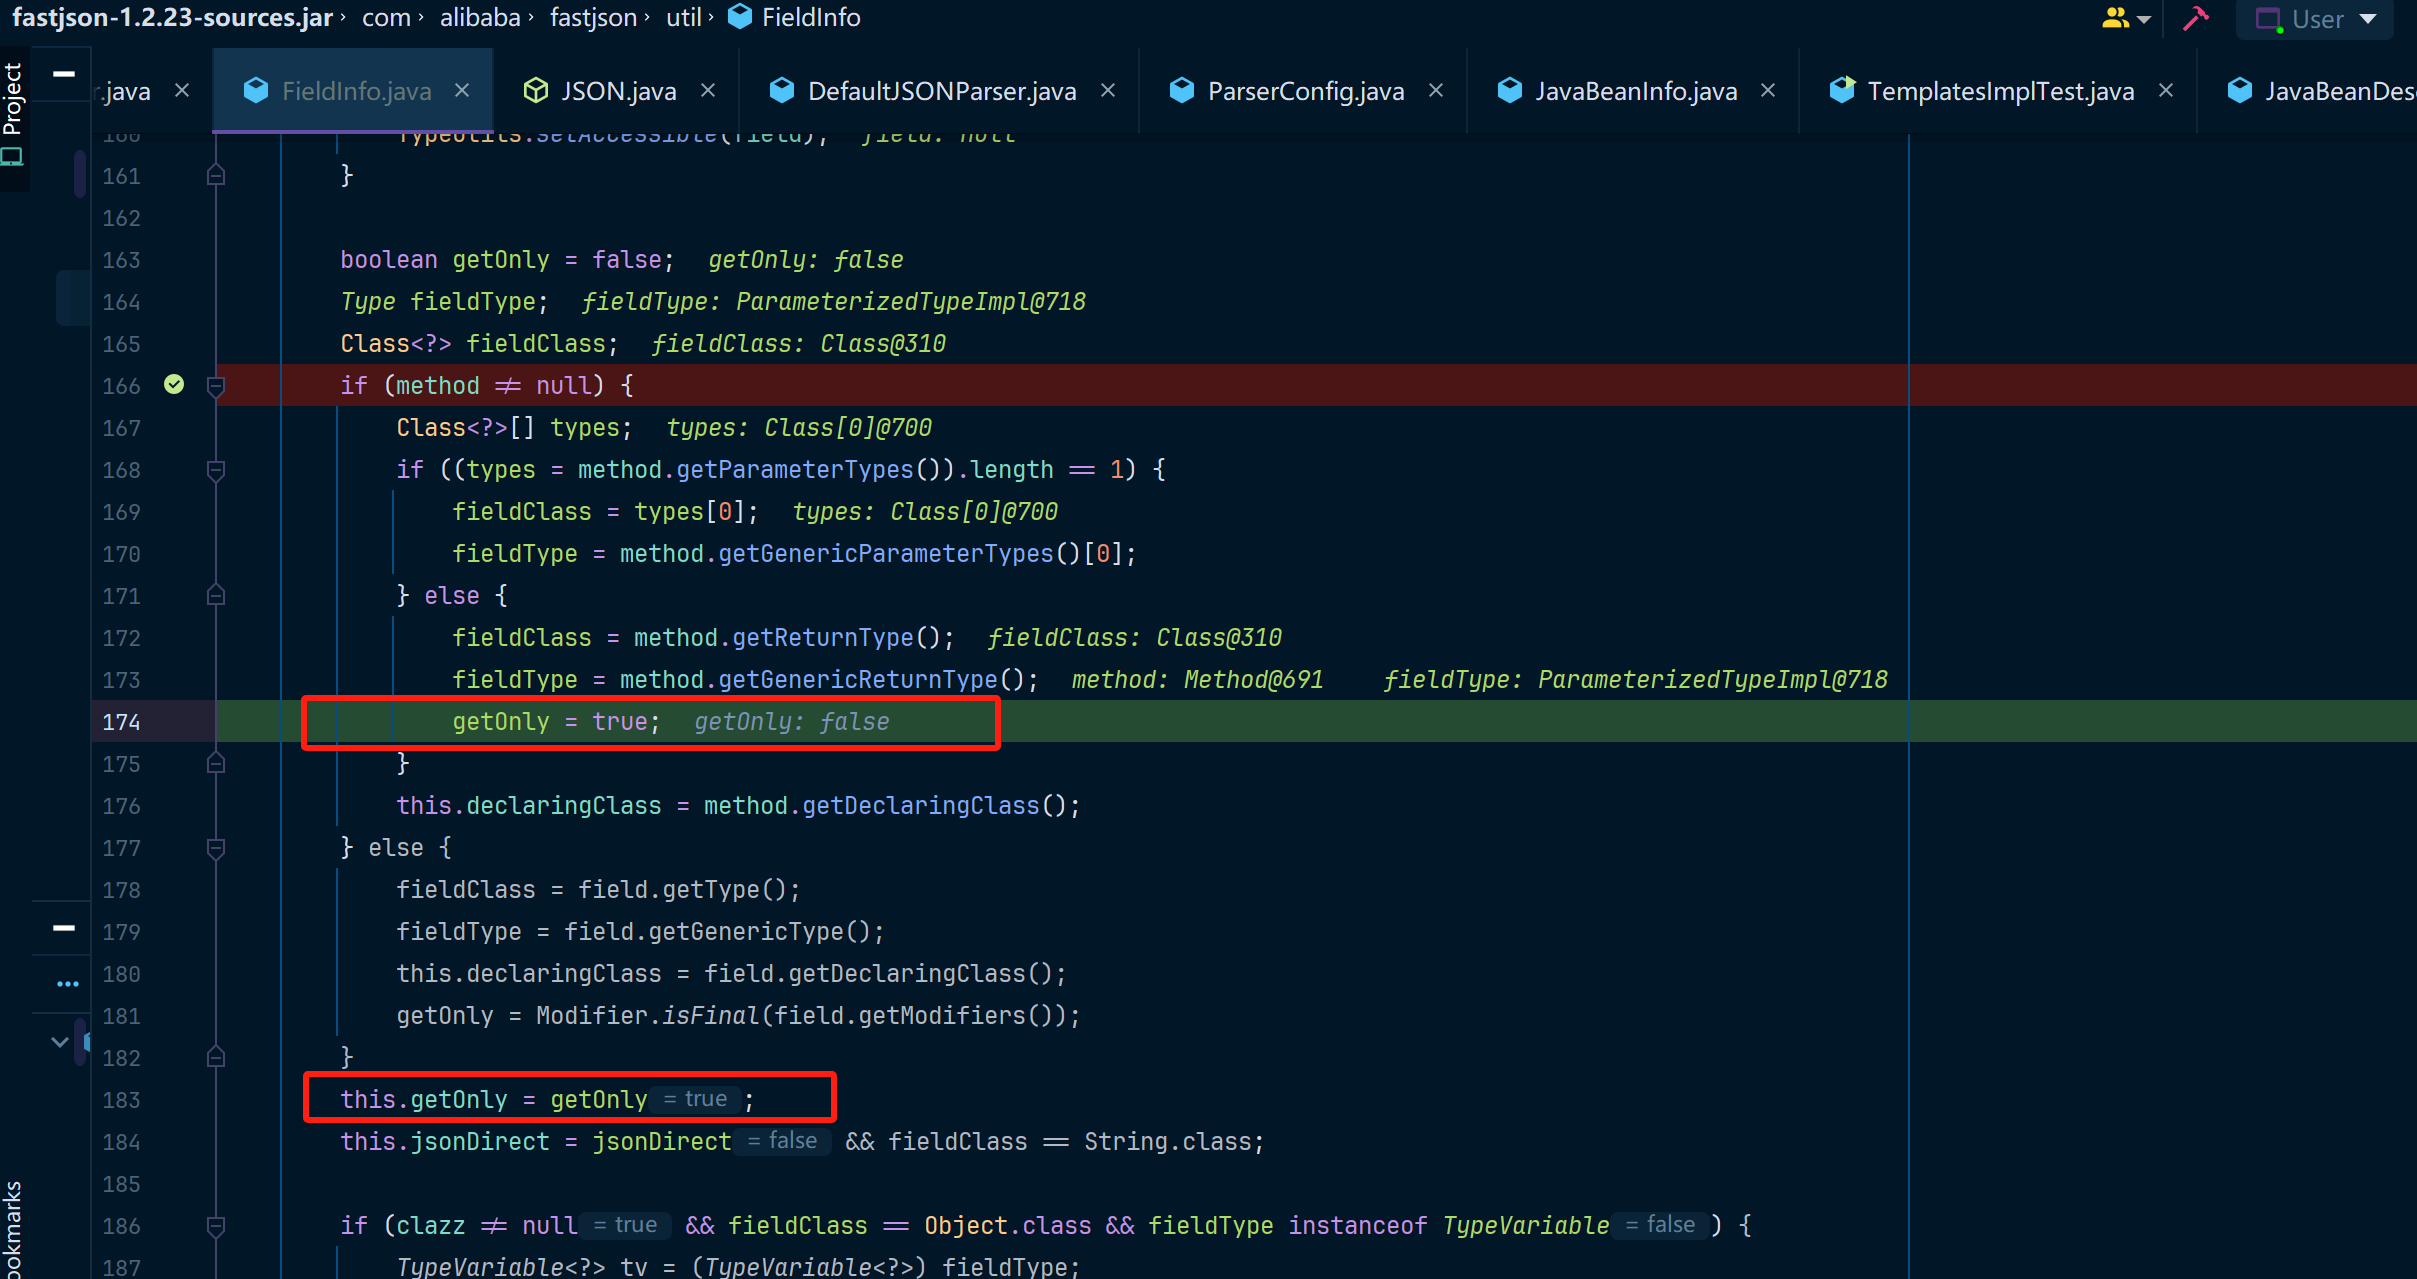 fastjson-1.2.23-sources.jar › com › alibaba › fastjson › util › FieldInfo
User
Project
r.java × FieldInfo.java × JSON.java × DefaultJSONParser.java × ParserConfig.java × JavaBeanInfo.java × TemplatesImplTest.java × JavaBeanDes
160 TypeUtils.setAccessible(field); field: null
161 }
162
163 boolean getOnly = false; getOnly: false
164 Type fieldType; fieldType: ParameterizedTypeImpl@718
165 Class<?> fieldClass; fieldClass: Class@310
166 if (method ≠ null) {
167 Class<?>[] types; types: Class[0]@700
168 if ((types = method.getParameterTypes()).length == 1) {
169 fieldClass = types[0]; types: Class[0]@700
170 fieldType = method.getGenericParameterTypes()[0];
171 } else {
172 fieldClass = method.getReturnType(); fieldClass: Class@310
173 fieldType = method.getGenericReturnType(); method: Method@691 fieldType: ParameterizedTypeImpl@718
174 getOnly = true; getOnly: false
175 }
176 this.declaringClass = method.getDeclaringClass();
177 } else {
178 fieldClass = field.getType();
179 fieldType = field.getGenericType();
180 this.declaringClass = field.getDeclaringClass();
181 getOnly = Modifier.isFinal(field.getModifiers());
182 }
183 this.getOnly = getOnly = true ;
184 this.jsonDirect = jsonDirect = false && fieldClass == String.class;
185
186 if (clazz ≠ null = true && fieldClass == Object.class && fieldType instanceof TypeVariable = false ) {
187 TypeVariable<?> tv = (TypeVariable<?>) fieldType;
ookmarks